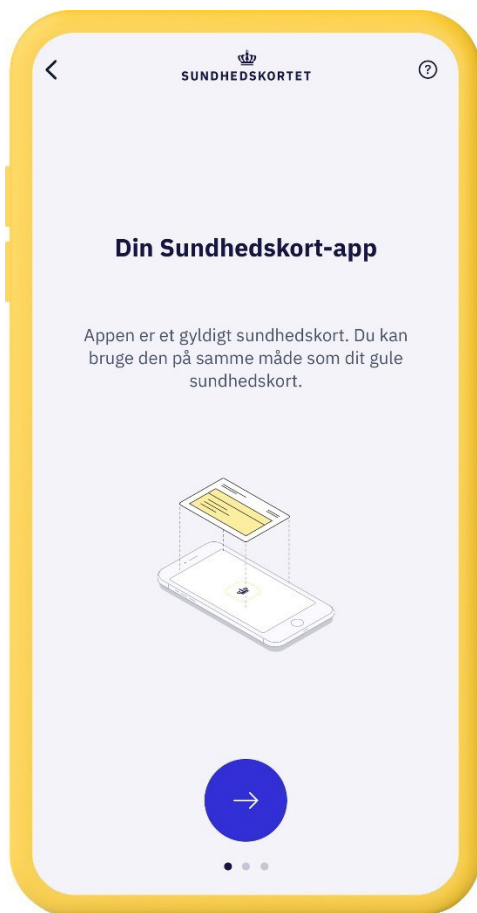 SUNDHEDSKORTET
?
Din Sundhedskort-app
Appen er et gyldigt sundhedskort. Du kan
bruge den på samme måde som dit gule
sundhedskort.